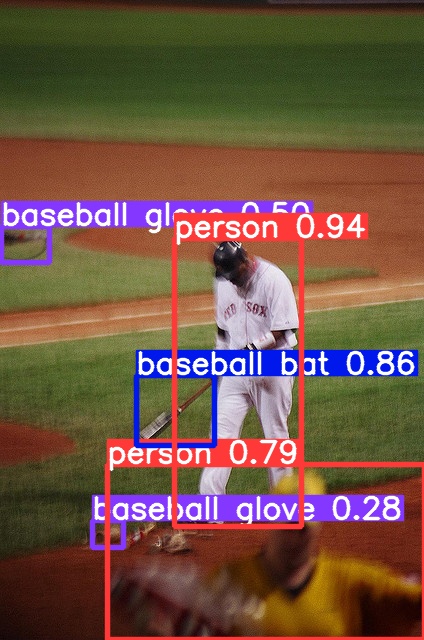 baseball glove 0.50
person 0.94
RED SOX
baseball bat 0.86
person 0.79
baseball glove 0.28